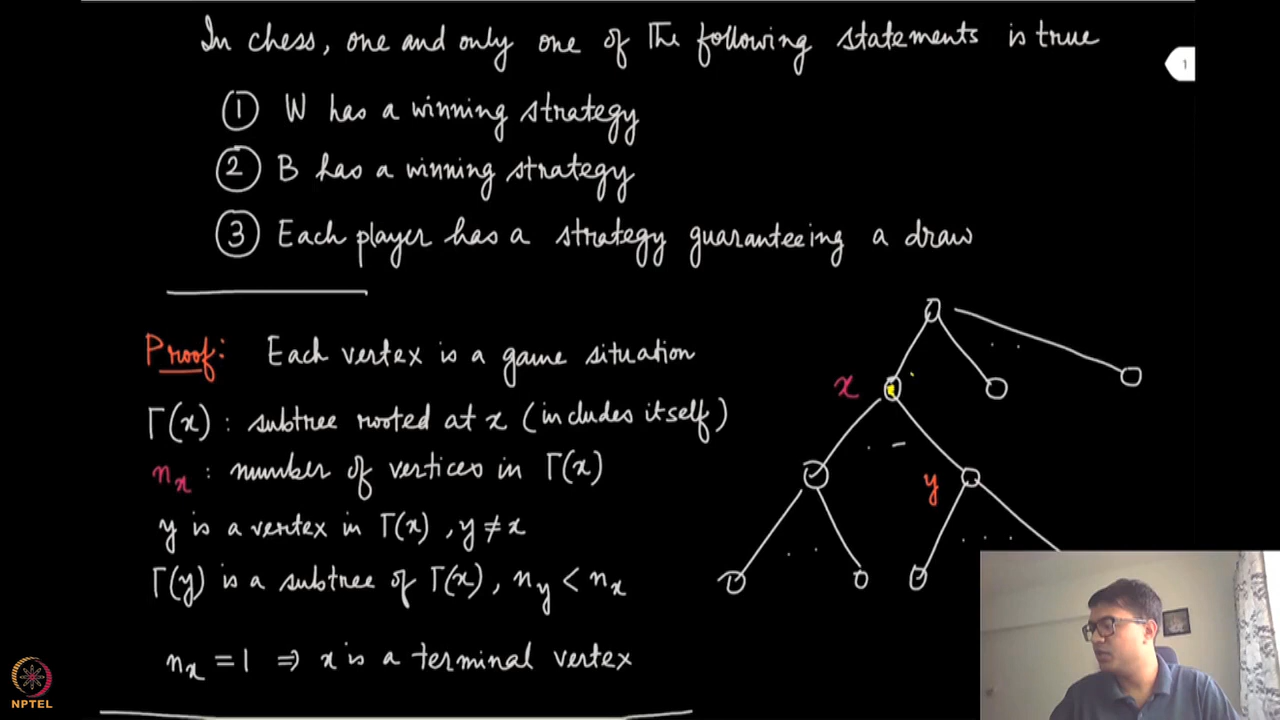 In chess, one and only one of the following statements is true
1
① W has a winning strategy
② B has a winning strategy
③ Each player has a strategy guaranteeing a draw
Proof: Each vertex is a game situation
Γ(x) : subtree rooted at x (includes itself)
n_x : number of vertices in Γ(x)
y is a vertex in Γ(x), y ≠ x
Γ(y) is a subtree of Γ(x), n_y < n_x
n_x = 1 ⇒ x is a terminal vertex
x
y
NPTEL